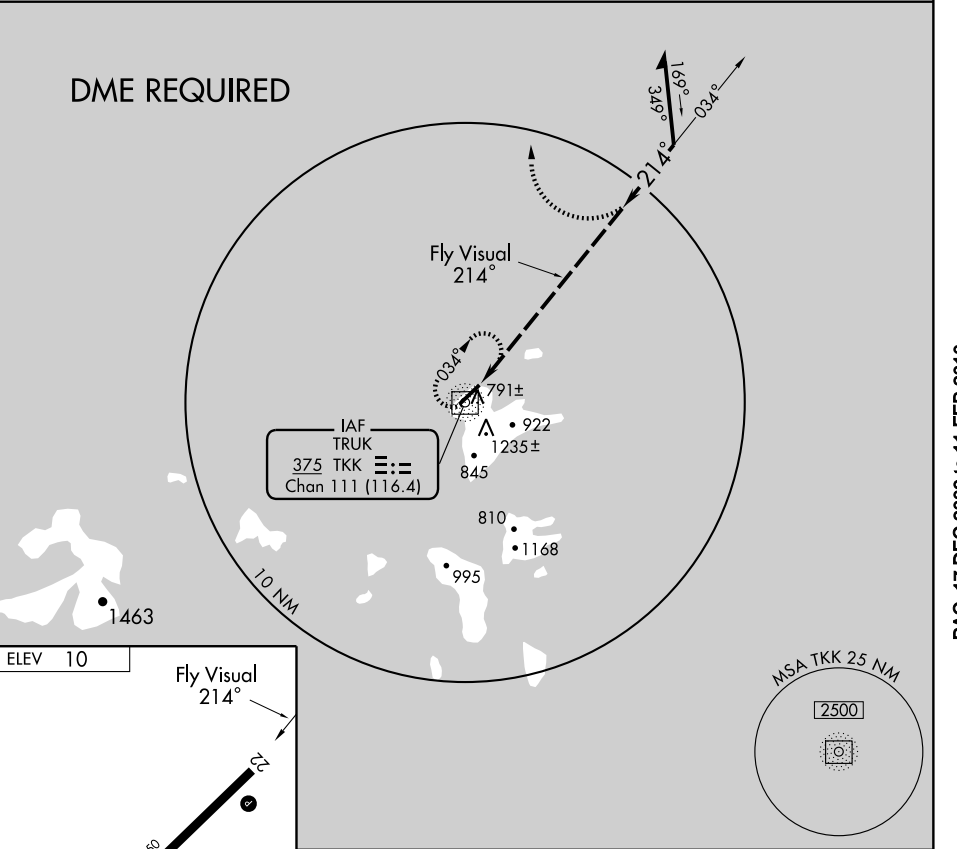 DME REQUIRED
169°
349°
034°
214°
Fly Visual
214°
034°
791±
922
1235±
845
IAF
TRUK
375 TKK
Chan 111 (116.4)
810
1168
995
10 NM
1463
ELEV 10
Fly Visual
214°
22
P
MSA TKK 25 NM
2500